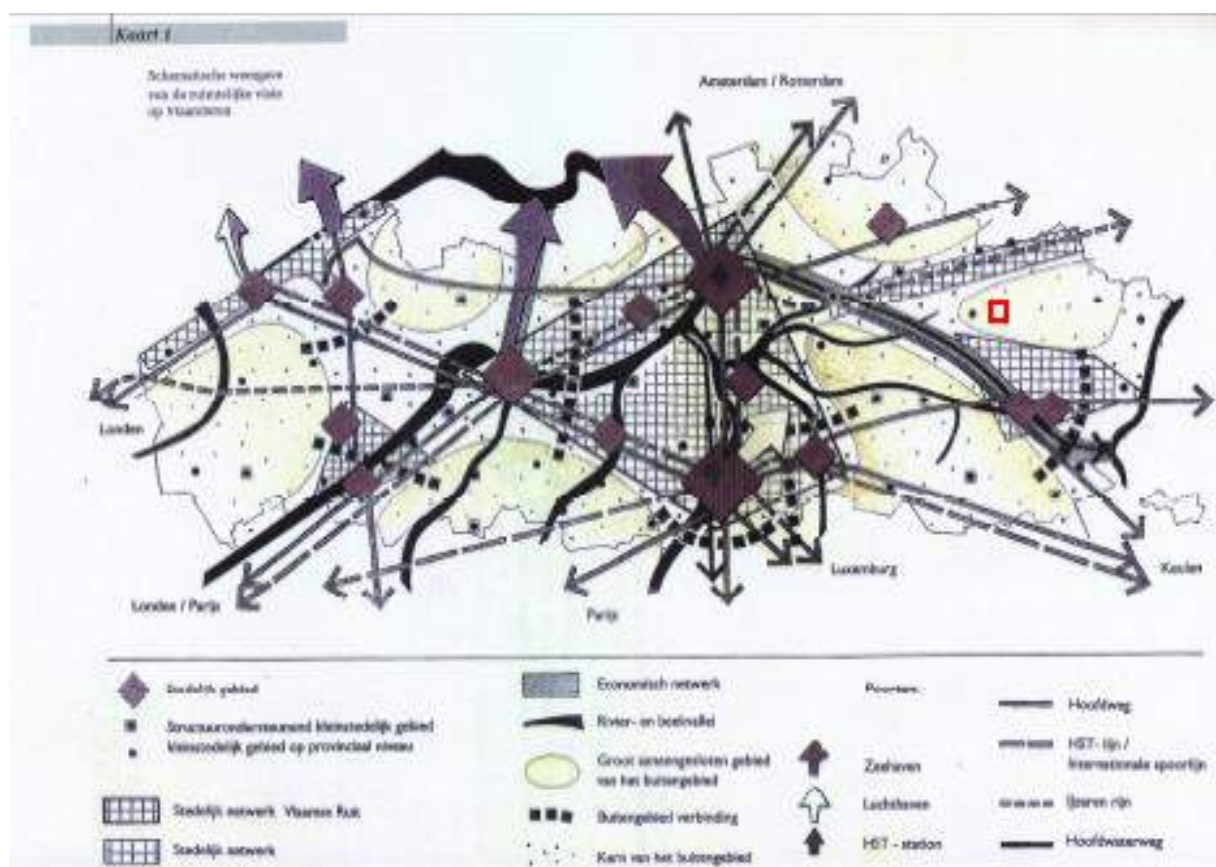 Kaart 1
Schematische weergave
van de ruimtelijke visie
op Vlaanderen
Amsterdam / Rotterdam
Londen
Londen / Parijs
Parijs
Luxemburg
Keulen
Stedelijk gebied
Structuurondersteunend kleinstedelijk gebied
kleinstedelijk gebied op provinciaal niveau
Stedelijk netwerk Vlaamse Ruit
Stedelijk netwerk
Economisch netwerk
Rivier- en beekvallei
Groot aaneengesloten gebied
van het buitengebied
Buitengebied verbinding
Kern van het buitengebied
Poorten:
Zeehaven
Luchthaven
HST - station
Hoofdweg
HST- lijn /
Internationale spoorlijn
IJzeren rijn
Hoofdwaterweg